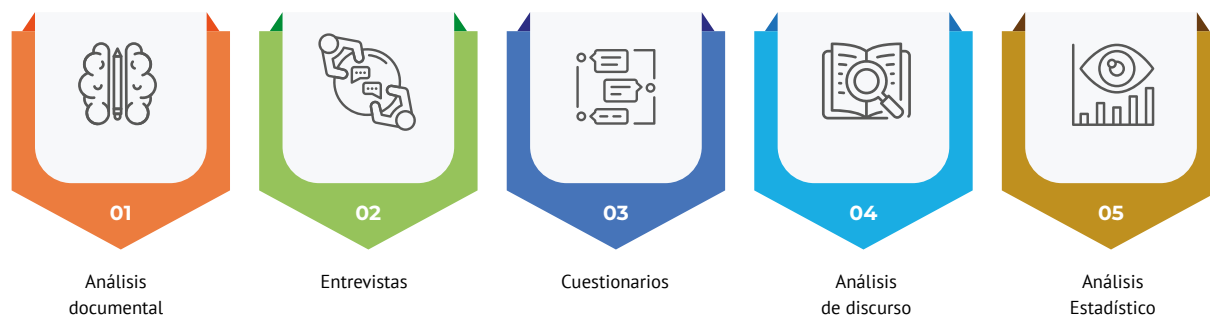 01
02
03
04
05
Análisis
documental
Entrevistas
Cuestionarios
Análisis
de discurso
Análisis
Estadístico